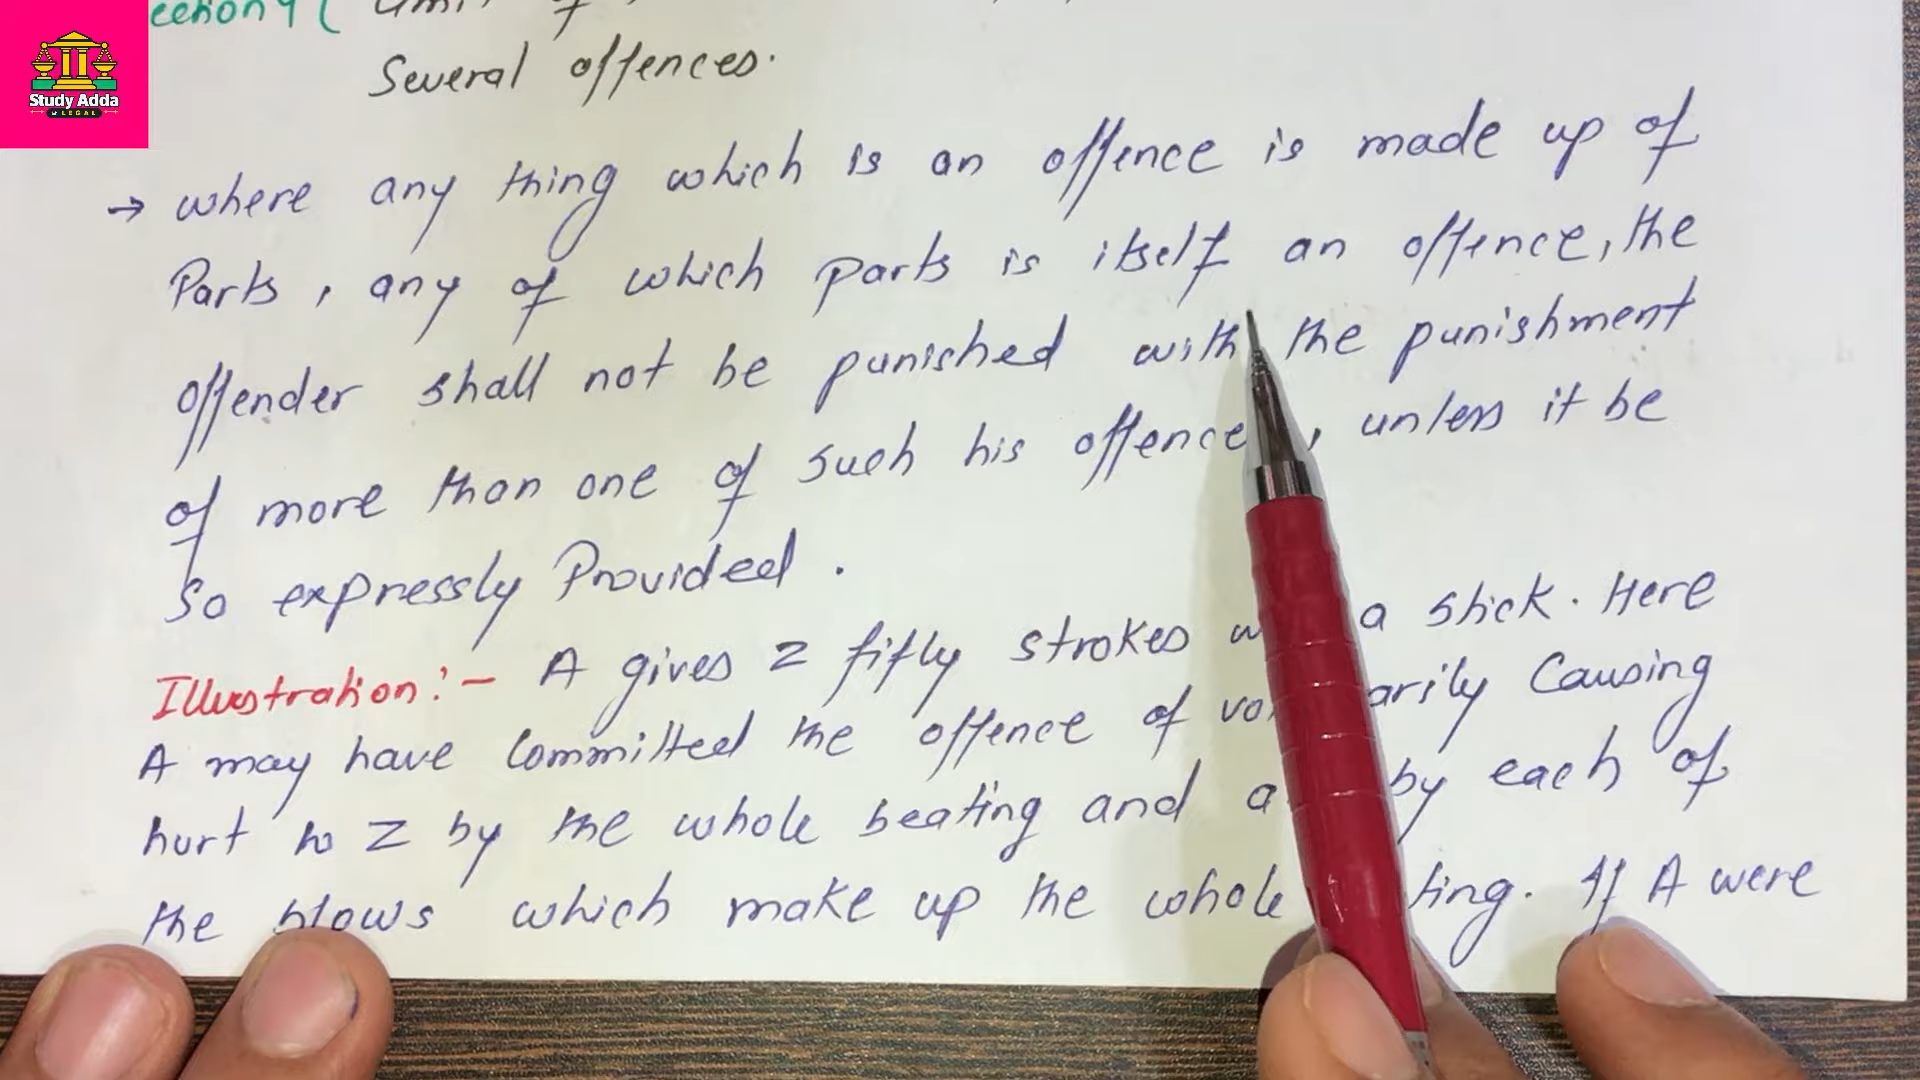 Study Adda
LEGAL
Several offences.
→ where any thing which is an offence is made up of
Parts, any of which parts is itself an offence, the
offender shall not be punished with the punishment
of more than one of such his offence, unless it be
so expressly Provided.
Illustration:- A gives Z fifly strokes a stick. Here
A may have Committed the offence of Causing
hurt to Z by the whole beating and by each of
the blows which make up the whole If A were